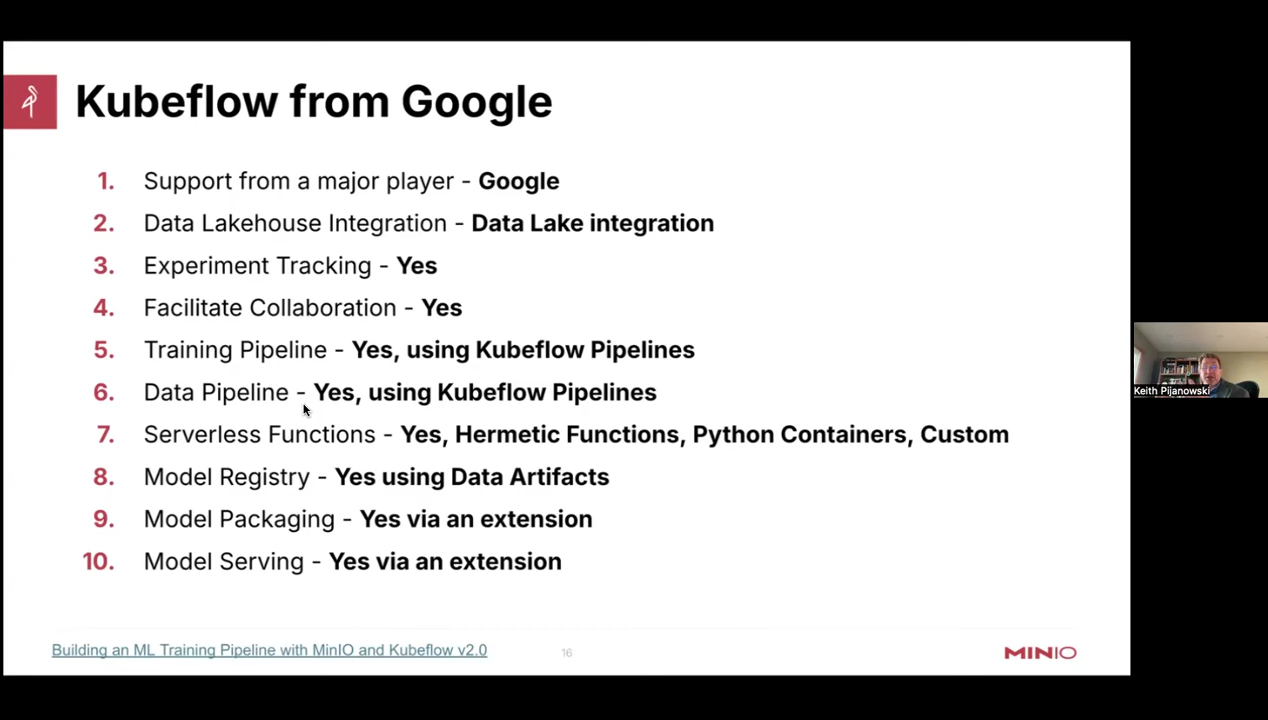 Kubeflow from Google
1. Support from a major player - Google
2. Data Lakehouse Integration - Data Lake integration
3. Experiment Tracking - Yes
4. Facilitate Collaboration - Yes
5. Training Pipeline - Yes, using Kubeflow Pipelines
6. Data Pipeline - Yes, using Kubeflow Pipelines
7. Serverless Functions - Yes, Hermetic Functions, Python Containers, Custom
8. Model Registry - Yes using Data Artifacts
9. Model Packaging - Yes via an extension
10. Model Serving - Yes via an extension
Building an ML Training Pipeline with MinIO and Kubeflow v2.0
16
MINIO
Keith Pijanowski